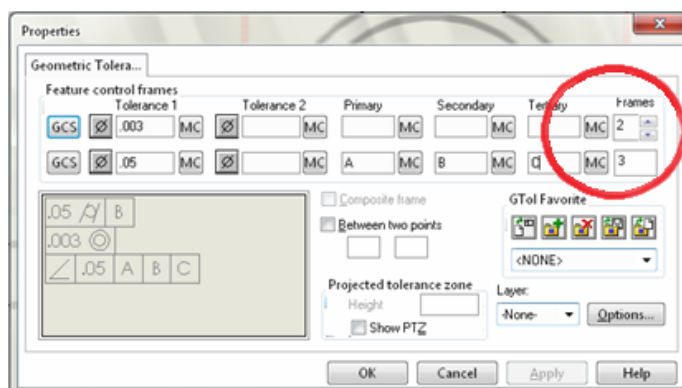 Properties
Geometric Tolera...
Feature control frames
Tolerance 1 Tolerance 2 Primary Secondary Tertiary Frames
GCS Ø .003 MC Ø MC MC MC MC 2
GCS Ø .05 MC Ø MC A MC B MC C MC 3
.05 B
.003
.05 A B C
Composite frame
Between two points
GTol Favorite
<NONE>
Projected tolerance zone
Height
Show PTZ
Layer:
-None-
Options...
OK Cancel Apply Help